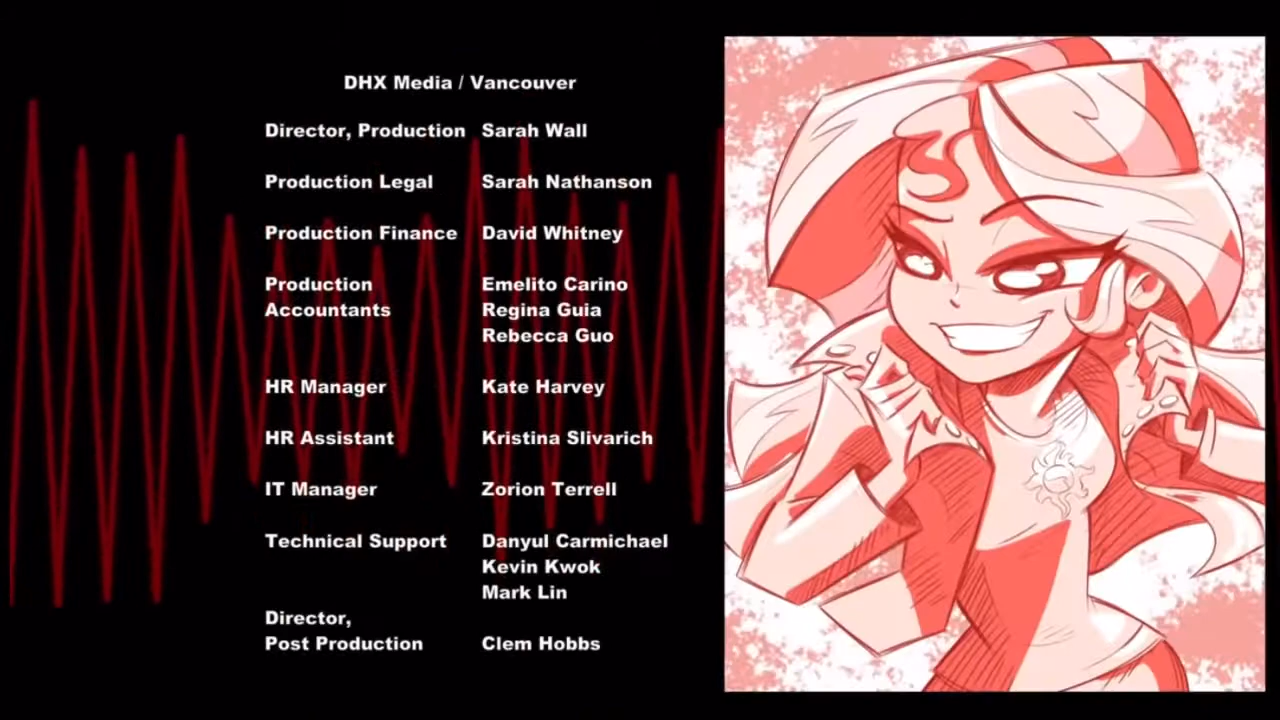 DHX Media / Vancouver
Director, Production Sarah Wall
Production Legal Sarah Nathanson
Production Finance David Whitney
Production Emelito Carino
Accountants Regina Guia
Rebecca Guo
HR Manager Kate Harvey
HR Assistant Kristina Slivarich
IT Manager Zorion Terrell
Technical Support Danyul Carmichael
Kevin Kwok
Mark Lin
Director,
Post Production Clem Hobbs